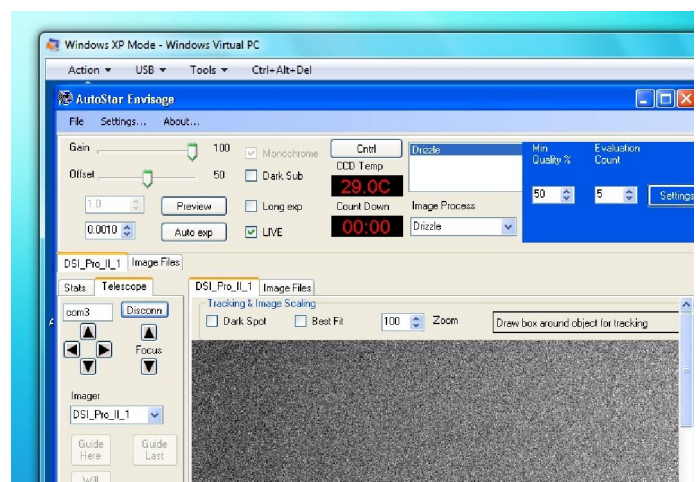 Windows XP Mode - Windows Virtual PC
Action USB Tools Ctrl+Alt+Del
AutoStar Envisage
File Settings... About...
Gain 100 Monochrome Cntrl Drizzle Min Quality % Evaluation Count
CCD Temp
Offset 50 Dark Sub 29.0C 50 5 Settings
1.0 Preview Long exp Count Down Image Process
0.0010 Auto exp LIVE 00:00 Drizzle
DSI_Pro_II_1 Image Files
Stats Telescope DSI_Pro_II_1 Image Files
Tracking & Image Scaling
com3 Disconn Dark Spot Best Fit 100 Zoom Draw box around object for tracking
Focus
Imager
DSI_Pro_II_1
Guide Here Guide Last